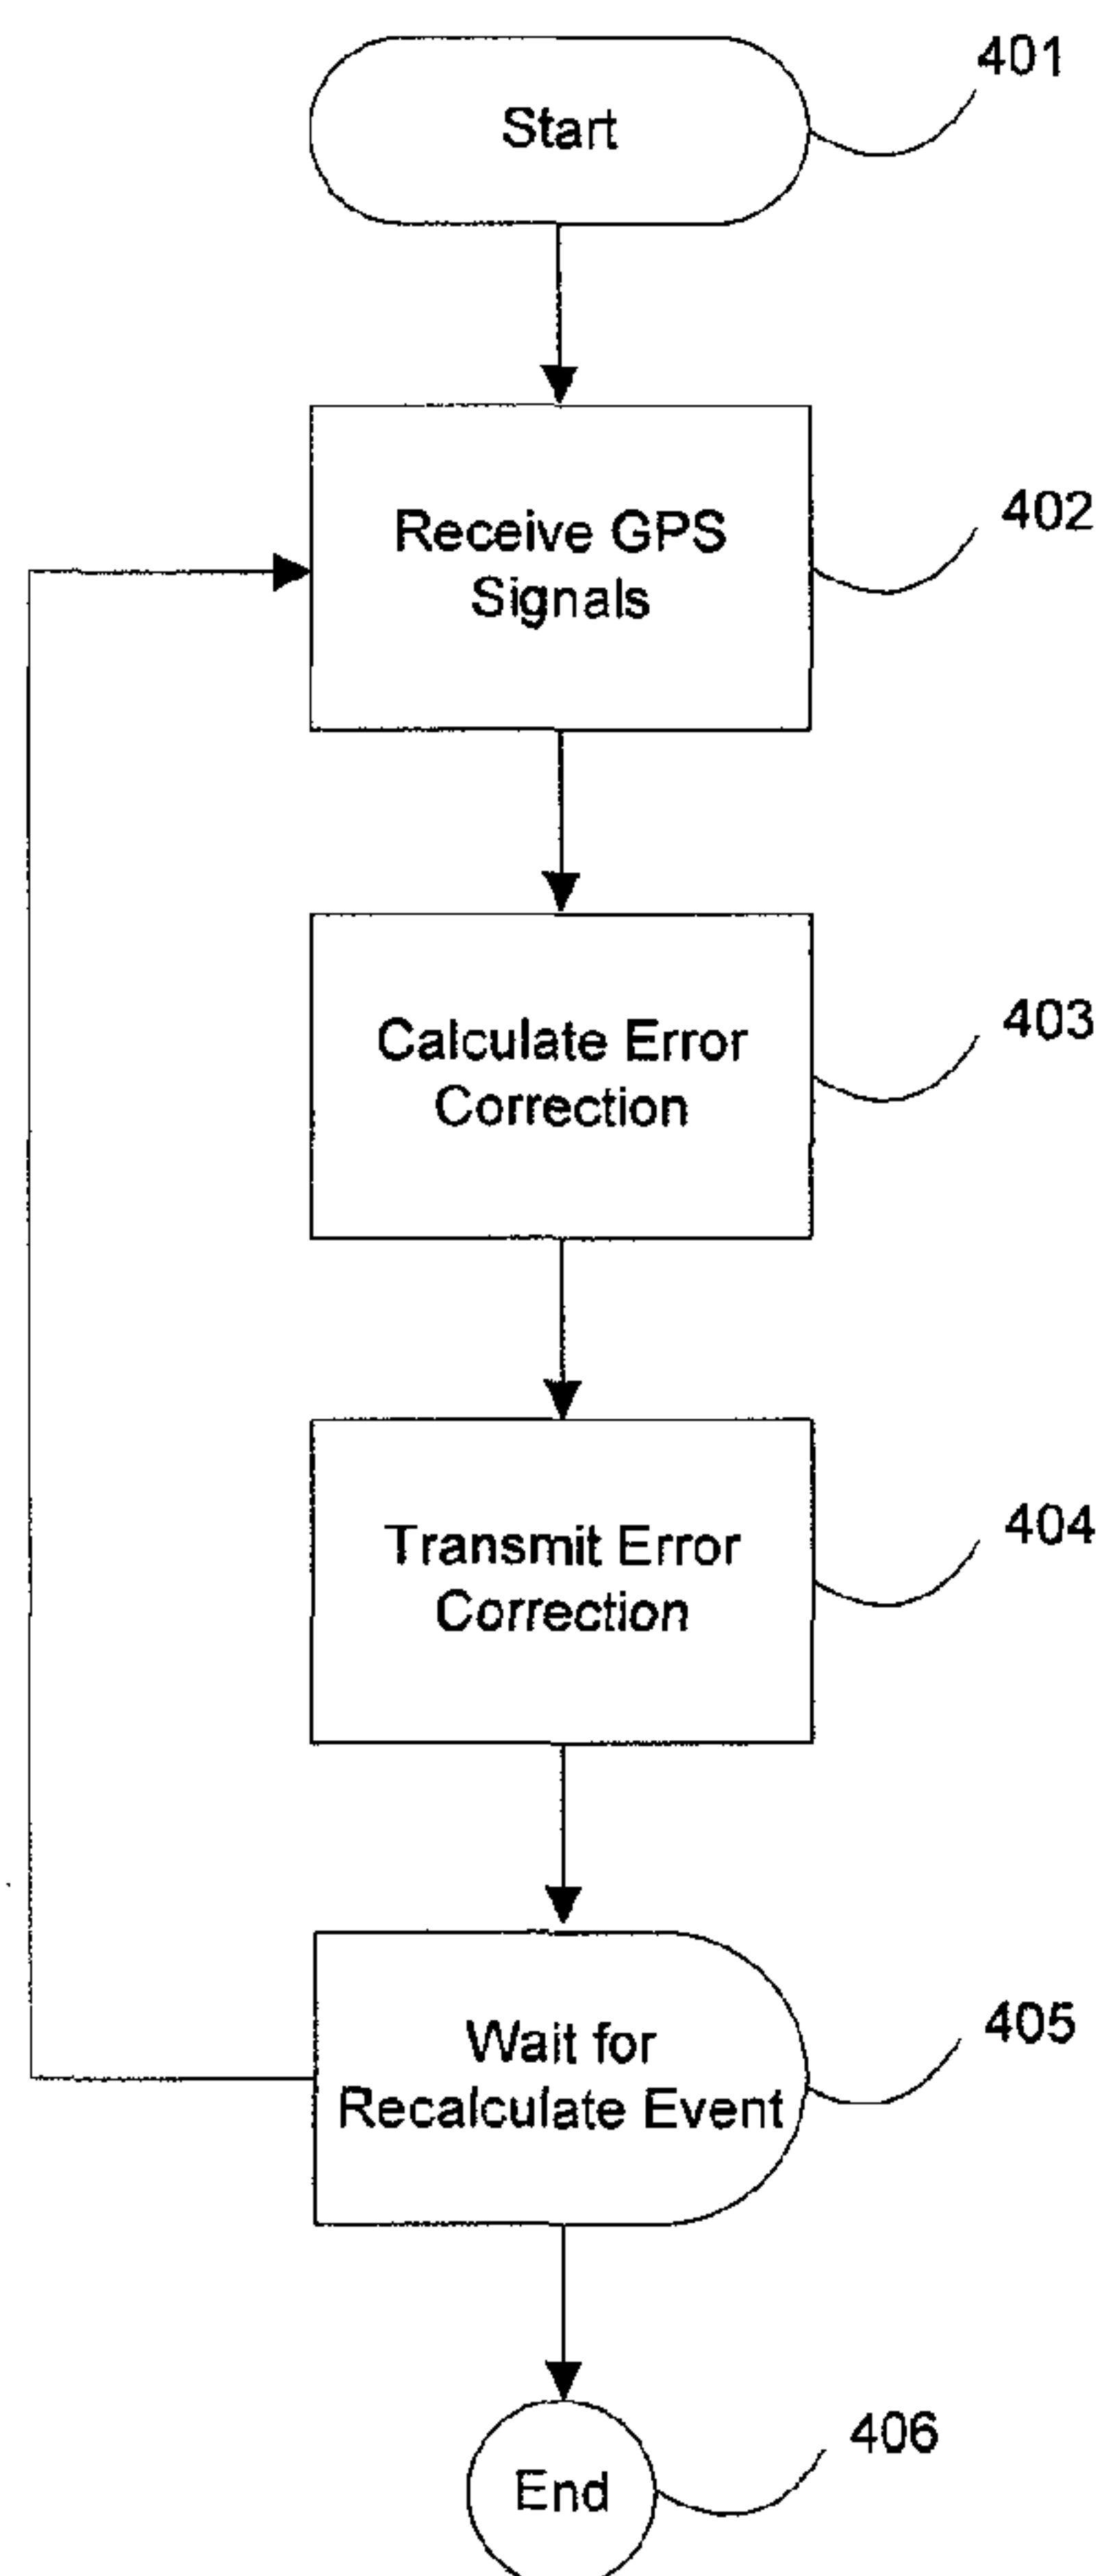 401
Start
402
Receive GPS
Signals
403
Calculate Error
Correction
404
Transmit Error
Correction
405
Wait for
Recalculate Event
406
End